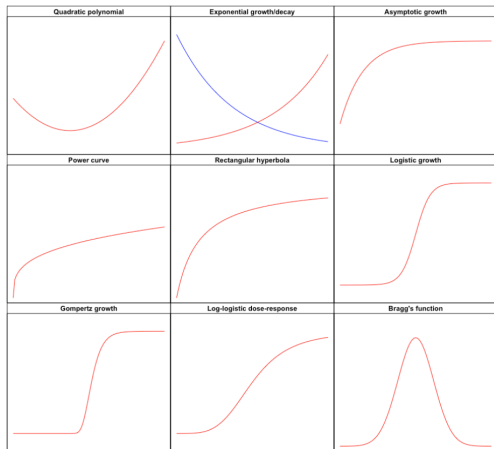 Quadratic polynomial
Exponential growth/decay
Asymptotic growth
Power curve
Rectangular hyperbola
Logistic growth
Gompertz growth
Log-logistic dose-response
Bragg's function